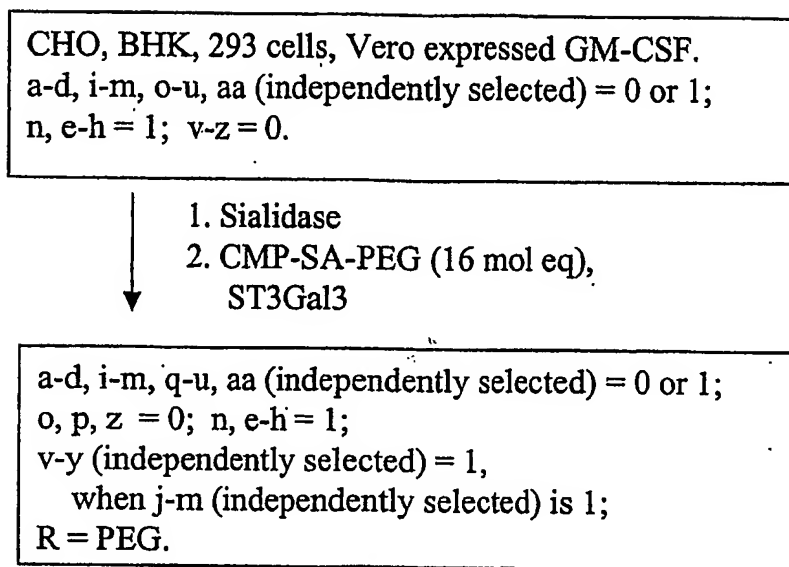 CHO, BHK, 293 cells, Vero expressed GM-CSF.
a-d, i-m, o-u, aa (independently selected) = 0 or 1;
n, e-h = 1; v-z = 0.
1. Sialidase
2. CMP-SA-PEG (16 mol eq),
ST3Gal3
a-d, i-m, q-u, aa (independently selected) = 0 or 1;
o, p, z = 0; n, e-h = 1;
v-y (independently selected) = 1,
when j-m (independently selected) is 1;
R = PEG.